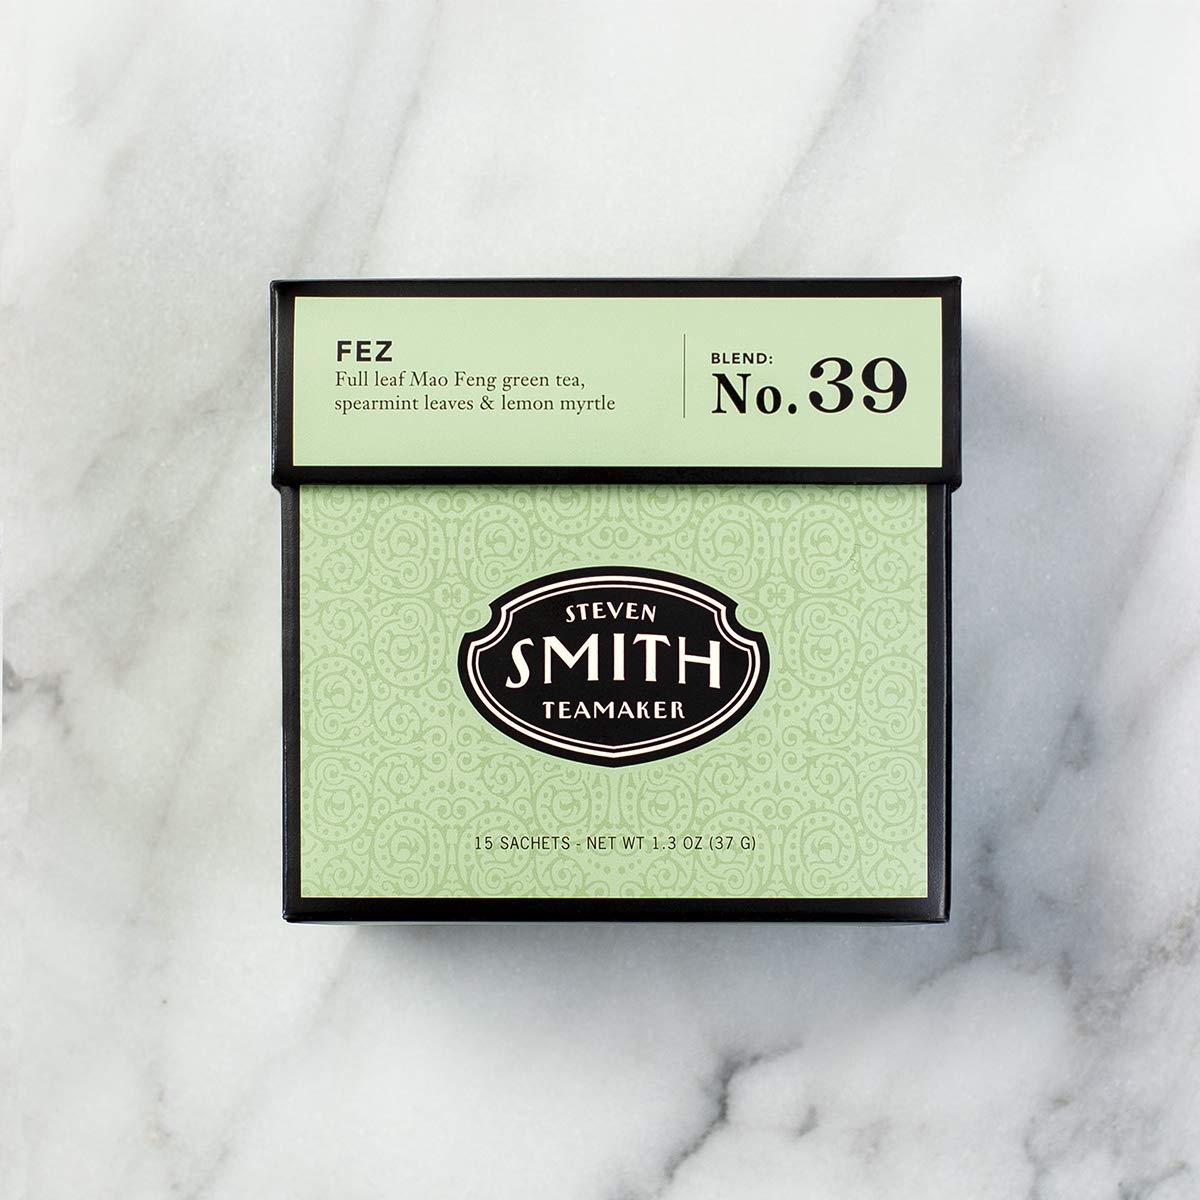 FEZ
Full leaf Mao Feng green tea,
spearmint leaves & lemon myrtle
BLEND:
No. 39
STEVEN
SMITH
TEAMAKER
15 SACHETS - NET WT 1.3 OZ (37 G)